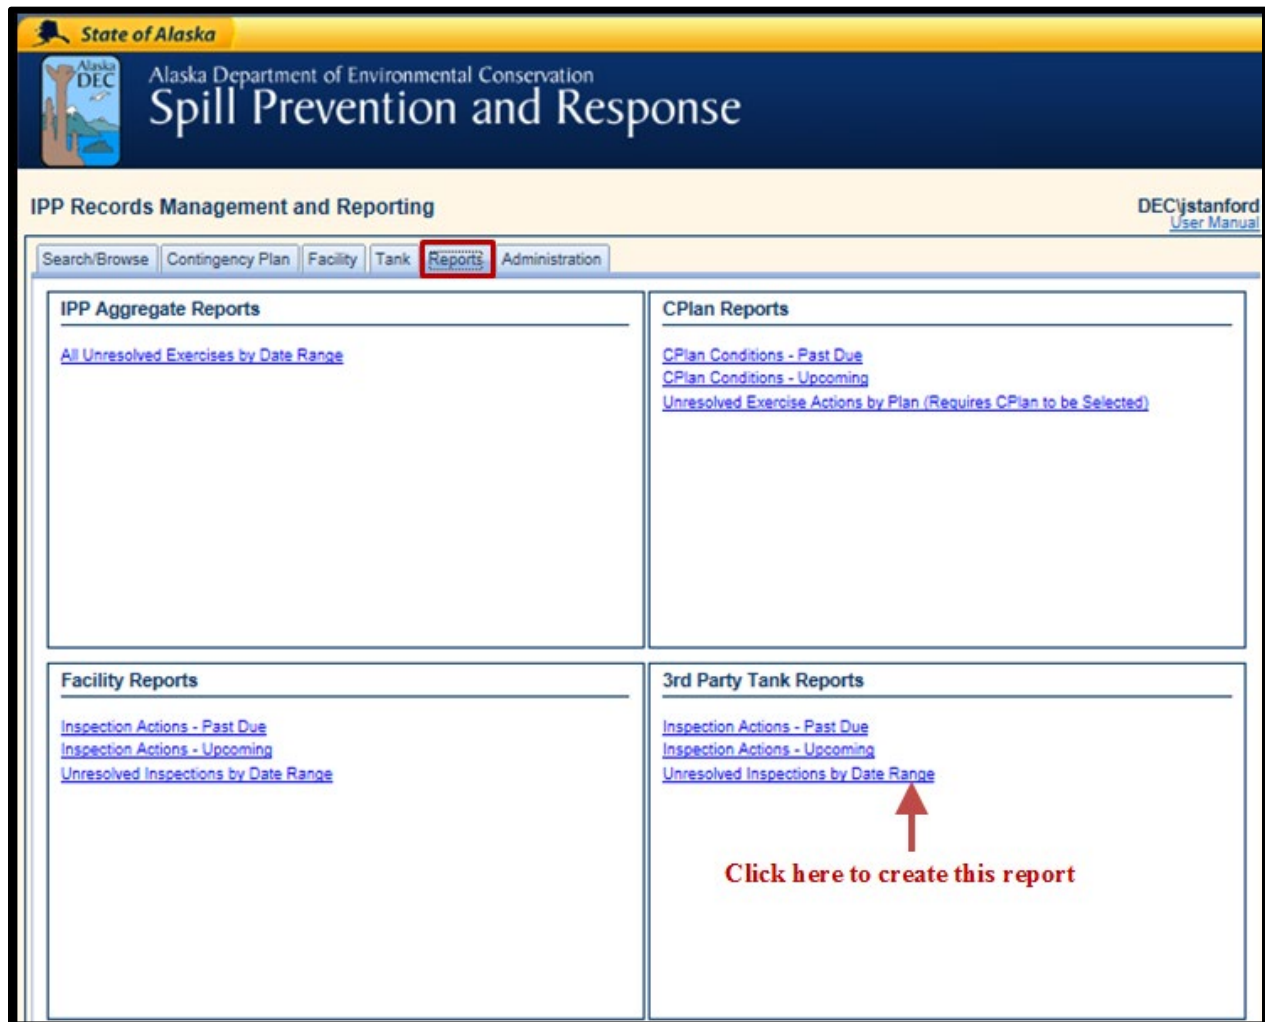 State of Alaska
Alaska
DEC
Alaska Department of Environmental Conservation
Spill Prevention and Response
IPP Records Management and Reporting
DEC\jstanford
User Manual
Search/Browse Contingency Plan Facility Tank Reports Administration
IPP Aggregate Reports
All Unresolved Exercises by Date Range
CPlan Reports
CPlan Conditions - Past Due
CPlan Conditions - Upcoming
Unresolved Exercise Actions by Plan (Requires CPlan to be Selected)
Facility Reports
Inspection Actions - Past Due
Inspection Actions - Upcoming
Unresolved Inspections by Date Range
3rd Party Tank Reports
Inspection Actions - Past Due
Inspection Actions - Upcoming
Unresolved Inspections by Date Range
Click here to create this report